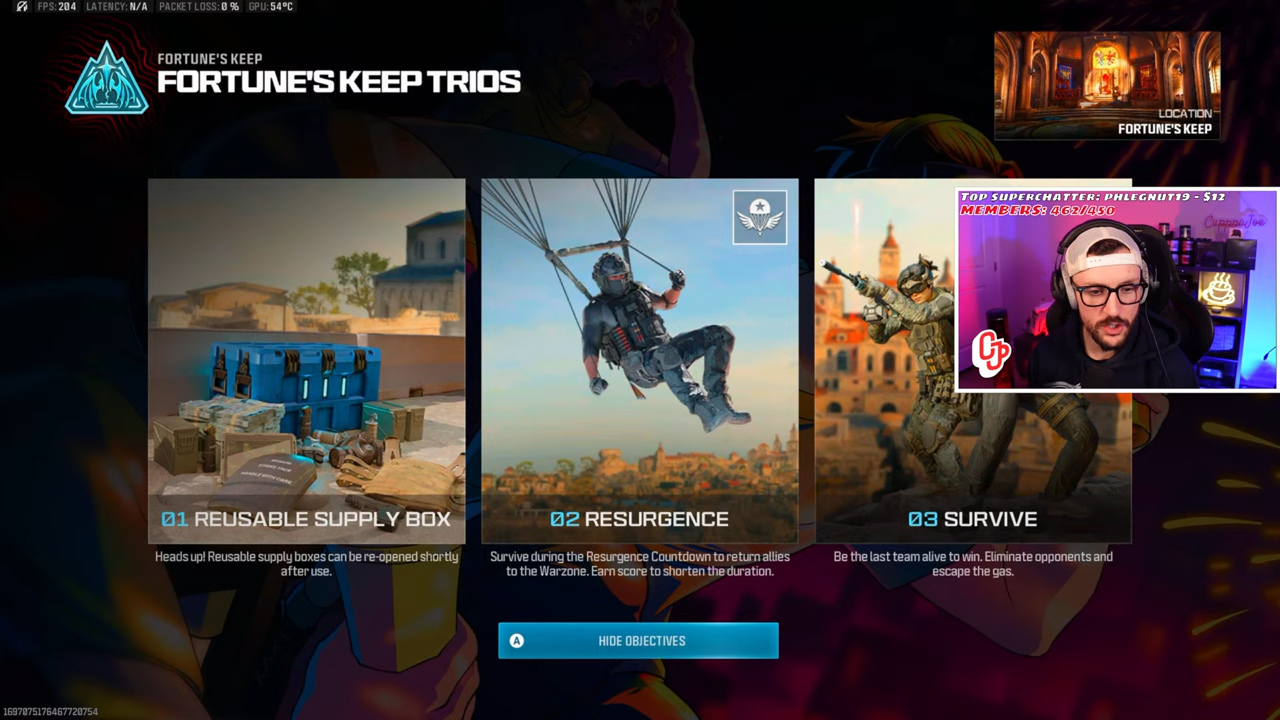 FPS: 204 LATENCY: N/A PACKET LOSS: 0 % GPU: 54°C
FORTUNE'S KEEP
FORTUNE'S KEEP TRIOS
LOCATION
FORTUNE'S KEEP
TOP SUPERCHATTER: PHLEGNUT19 - $12
MEMBERS: 462/450
CupppaJoe
CJP
01 REUSABLE SUPPLY BOX
Heads up! Reusable supply boxes can be re-opened shortly
after use.
02 RESURGENCE
Survive during the Resurgence Countdown to return allies
to the Warzone. Earn score to shorten the duration.
03 SURVIVE
Be the last team alive to win. Eliminate opponents and
escape the gas.
A HIDE OBJECTIVES
1697075176467720754